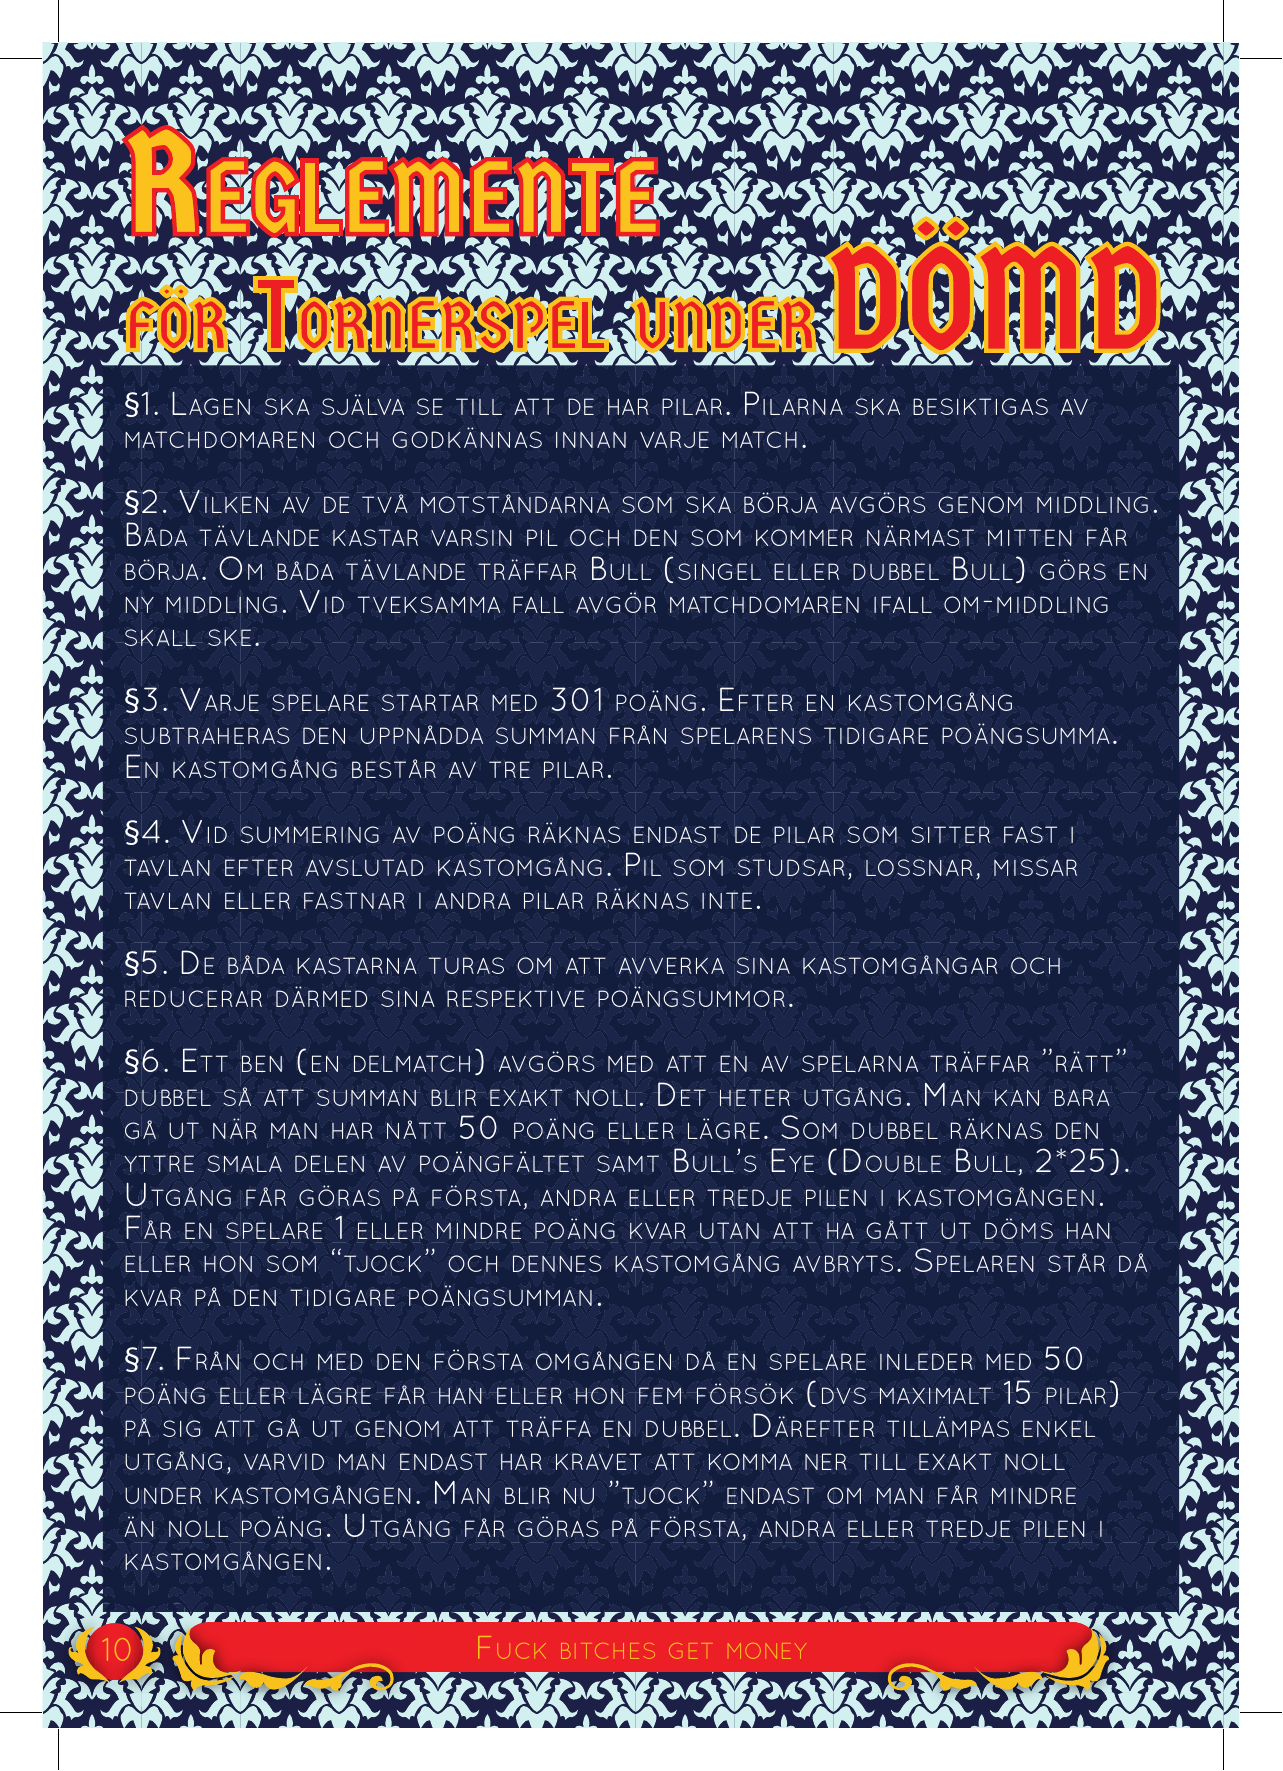 Reglemente
för Tornerspel under DÖMD
§1. Lagen ska själva se till att de har pilar. Pilarna ska besiktigas av
matchdomaren och godkännas innan varje match.
§2. Vilken av de två motståndarna som ska börja avgörs genom middling.
Båda tävlande kastar varsin pil och den som kommer närmast mitten får
börja. Om båda tävlande träffar Bull (singel eller dubbel Bull) görs en
ny middling. Vid tveksamma fall avgör matchdomaren ifall om-middling
skall ske.
§3. Varje spelare startar med 301 poäng. Efter en kastomgång
subtraheras den uppnådda summan från spelarens tidigare poängsumma.
En kastomgång består av tre pilar.
§4. Vid summering av poäng räknas endast de pilar som sitter fast i
tavlan efter avslutad kastomgång. Pil som studsar, lossnar, missar
tavlan eller fastnar i andra pilar räknas inte.
§5. De båda kastarna turas om att avverka sina kastomgångar och
reducerar därmed sina respektive poängsummor.
§6. Ett ben (en delmatch) avgörs med att en av spelarna träffar ”rätt”
dubbel så att summan blir exakt noll. Det heter utgång. Man kan bara
gå ut när man har nått 50 poäng eller lägre. Som dubbel räknas den
yttre smala delen av poängfältet samt Bull’s Eye (Double Bull, 2*25).
Utgång får göras på första, andra eller tredje pilen i kastomgången.
Får en spelare 1 eller mindre poäng kvar utan att ha gått ut döms han
eller hon som “tjock” och dennes kastomgång avbryts. Spelaren står då
kvar på den tidigare poängsumman.
§7. Från och med den första omgången då en spelare inleder med 50
poäng eller lägre får han eller hon fem försök (dvs maximalt 15 pilar)
på sig att gå ut genom att träffa en dubbel. Därefter tillämpas enkel
utgång, varvid man endast har kravet att komma ner till exakt noll
under kastomgången. Man blir nu ”tjock” endast om man får mindre
än noll poäng. Utgång får göras på första, andra eller tredje pilen i
kastomgången.
10
Fuck bitches get money